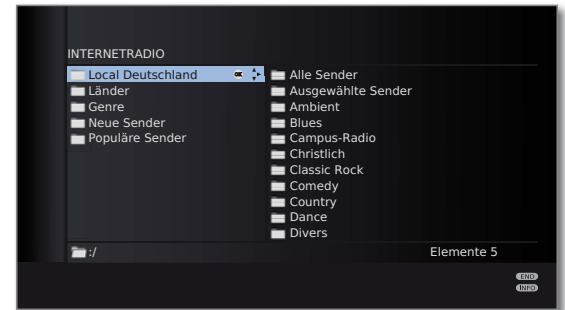 INTERNETRADIO
Local Deutschland OK
Länder
Genre
Neue Sender
Populäre Sender
Alle Sender
Ausgewählte Sender
Ambient
Blues
Campus-Radio
Christlich
Classic Rock
Comedy
Country
Dance
Divers
:/
Elemente 5
END
INFO